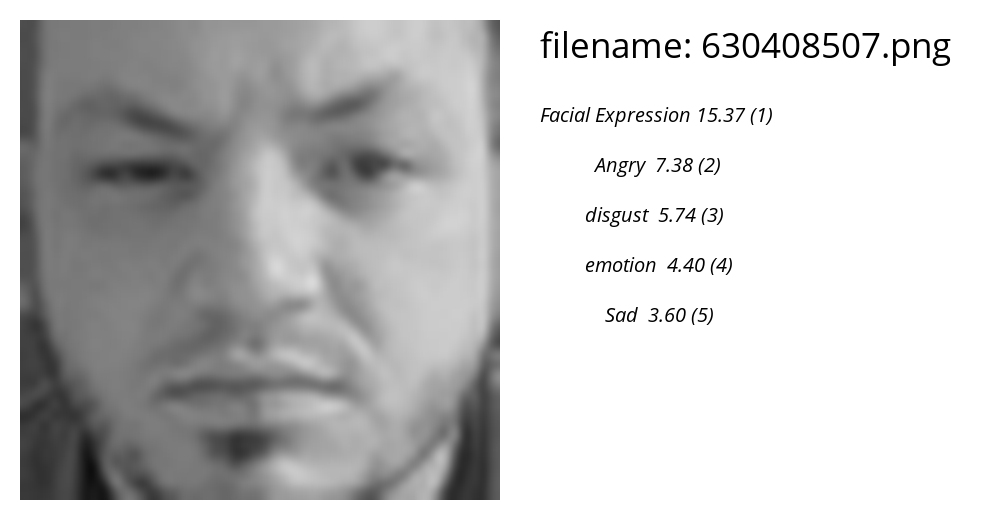 filename: 630408507.png
Facial Expression 15.37 (1)
Angry 7.38 (2)
disgust 5.74 (3)
emotion 4.40 (4)
Sad 3.60 (5)